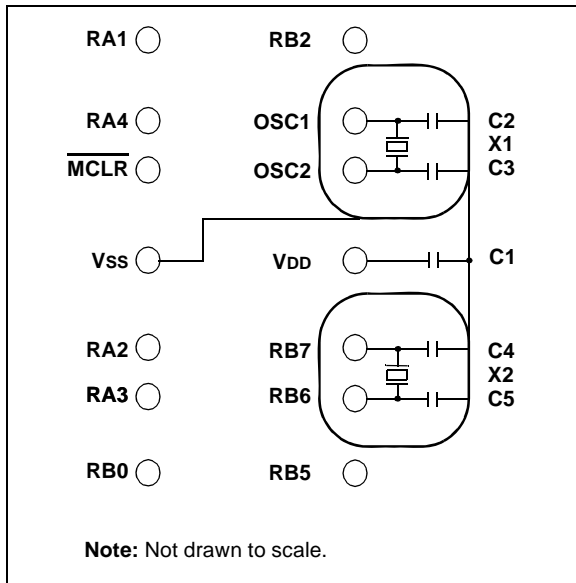 RA1 RB2
RA4 OSC1 C2
X1
MCLR OSC2 C3
VSS VDD C1
RA2 RB7 C4
X2
RA3 RB6 C5
RB0 RB5
Note: Not drawn to scale.